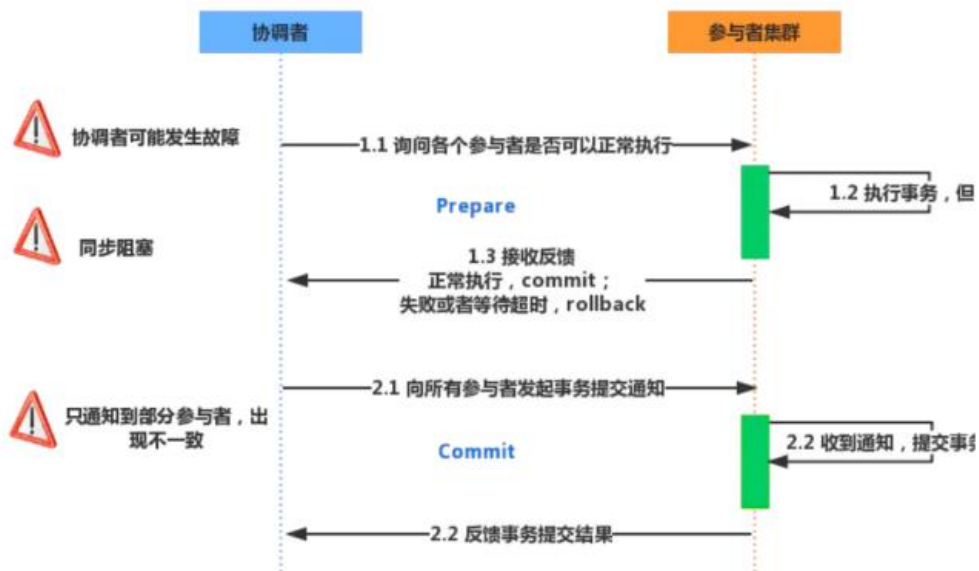 协调者
参与者集群
协调者可能发生故障
1.1 询问各个参与者是否可以正常执行
1.2 执行事务，但
Prepare
同步阻塞
1.3 接收反馈
正常执行，commit；
失败或者等待超时，rollback
2.1 向所有参与者发起事务提交通知
只通知到部分参与者，出
现不一致
2.2 收到通知，提交事
Commit
2.2 反馈事务提交结果